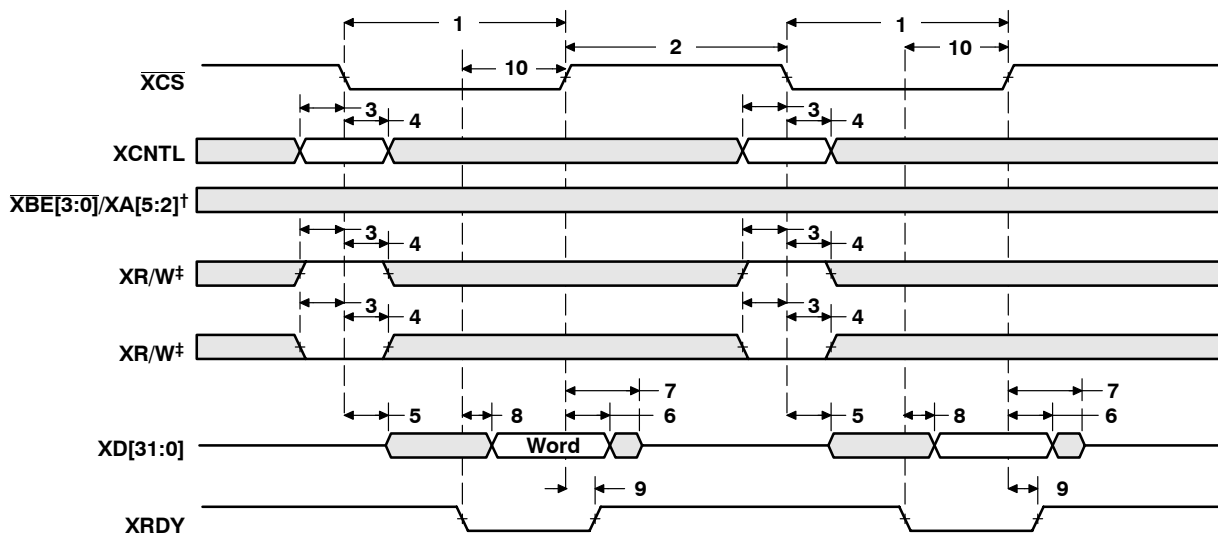 1 1
10 2 10
XCS
3 3
4 4
XCNTL
XBE[3:0]/XA[5:2]†
3 3
4 4
XR/W‡
3 3
4 4
XR/W‡
7 7
5 8 6 5 8 6
XD[31:0] Word
9 9
XRDY